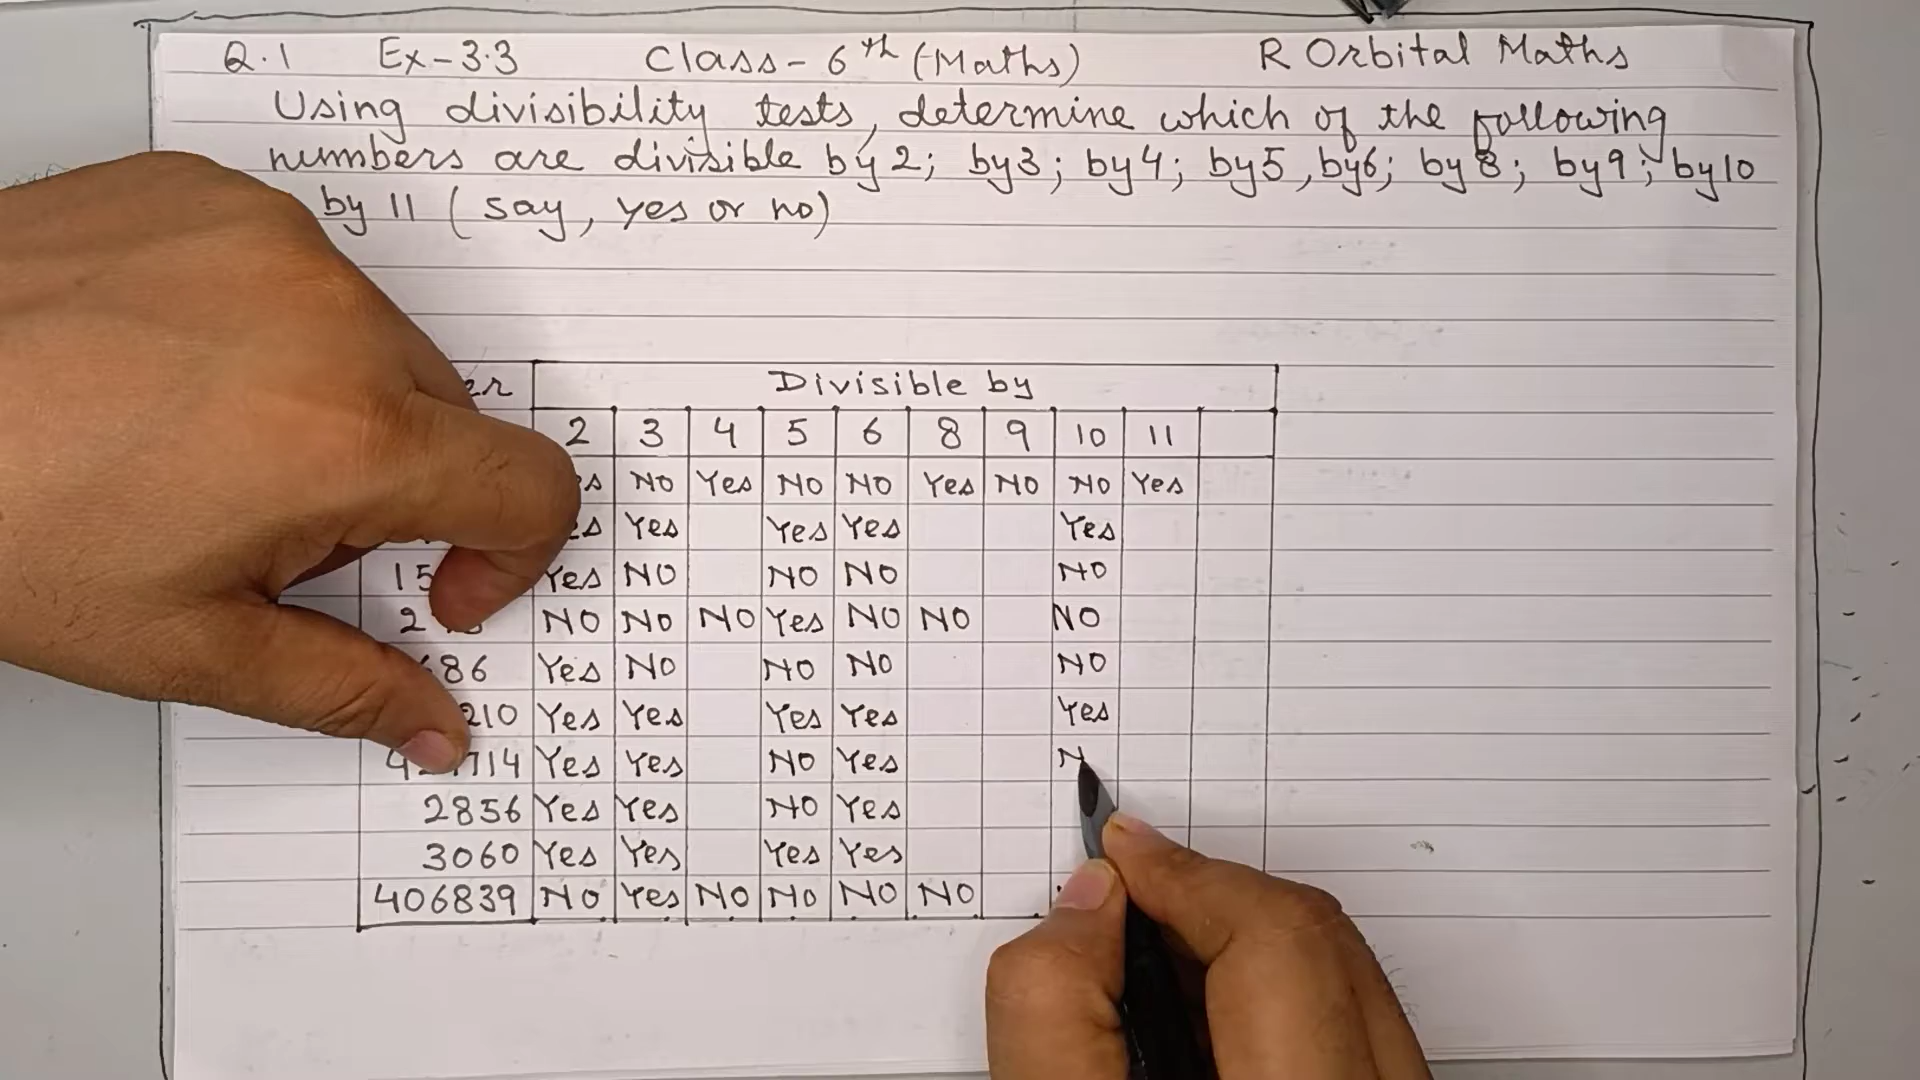 Q.1 Ex-3.3 Class-6th (Maths) R Orbital Maths
Using divisibility tests, determine which of the following
numbers are divisible by 2; by 3; by 4; by 5, by 6; by 8; by 9; by 10
by 11 (say, yes or no)
Divisible by
2 3 4 5 6 8 9 10 11
NO Yes NO NO Yes NO NO Yes
Yes Yes Yes Yes
Yes NO NO NO NO
NO NO NO Yes NO NO NO
Yes NO NO NO NO
Yes Yes Yes Yes Yes
Yes Yes NO Yes
2856 Yes Yes NO Yes
3060 Yes Yes Yes Yes
406839 NO Yes NO NO NO NO